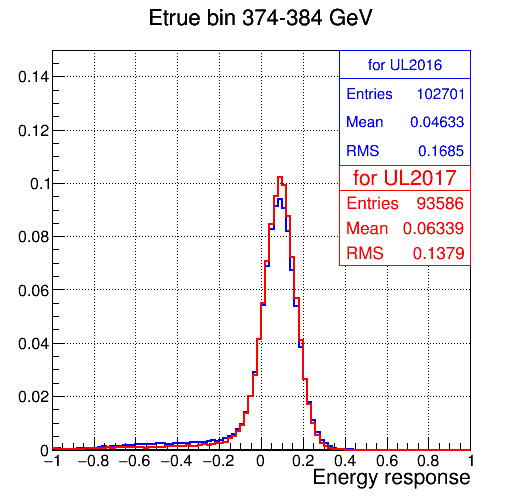 Etrue bin 374-384 GeV
for UL2016
Entries 102701
Mean 0.04633
RMS 0.1685
for UL2017
Entries 93586
Mean 0.06339
RMS 0.1379
0.14
0.12
0.1
0.08
0.06
0.04
0.02
0
−1 −0.8 −0.6 −0.4 −0.2 0 0.2 0.4 0.6 0.8 1
Energy response